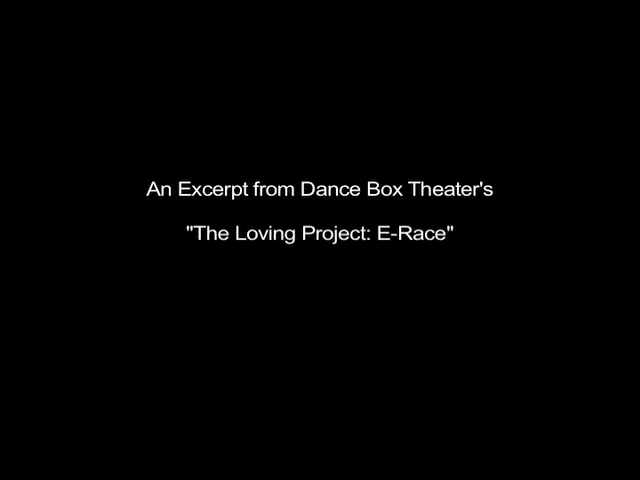 An Excerpt from Dance Box Theater's
"The Loving Project: E-Race"